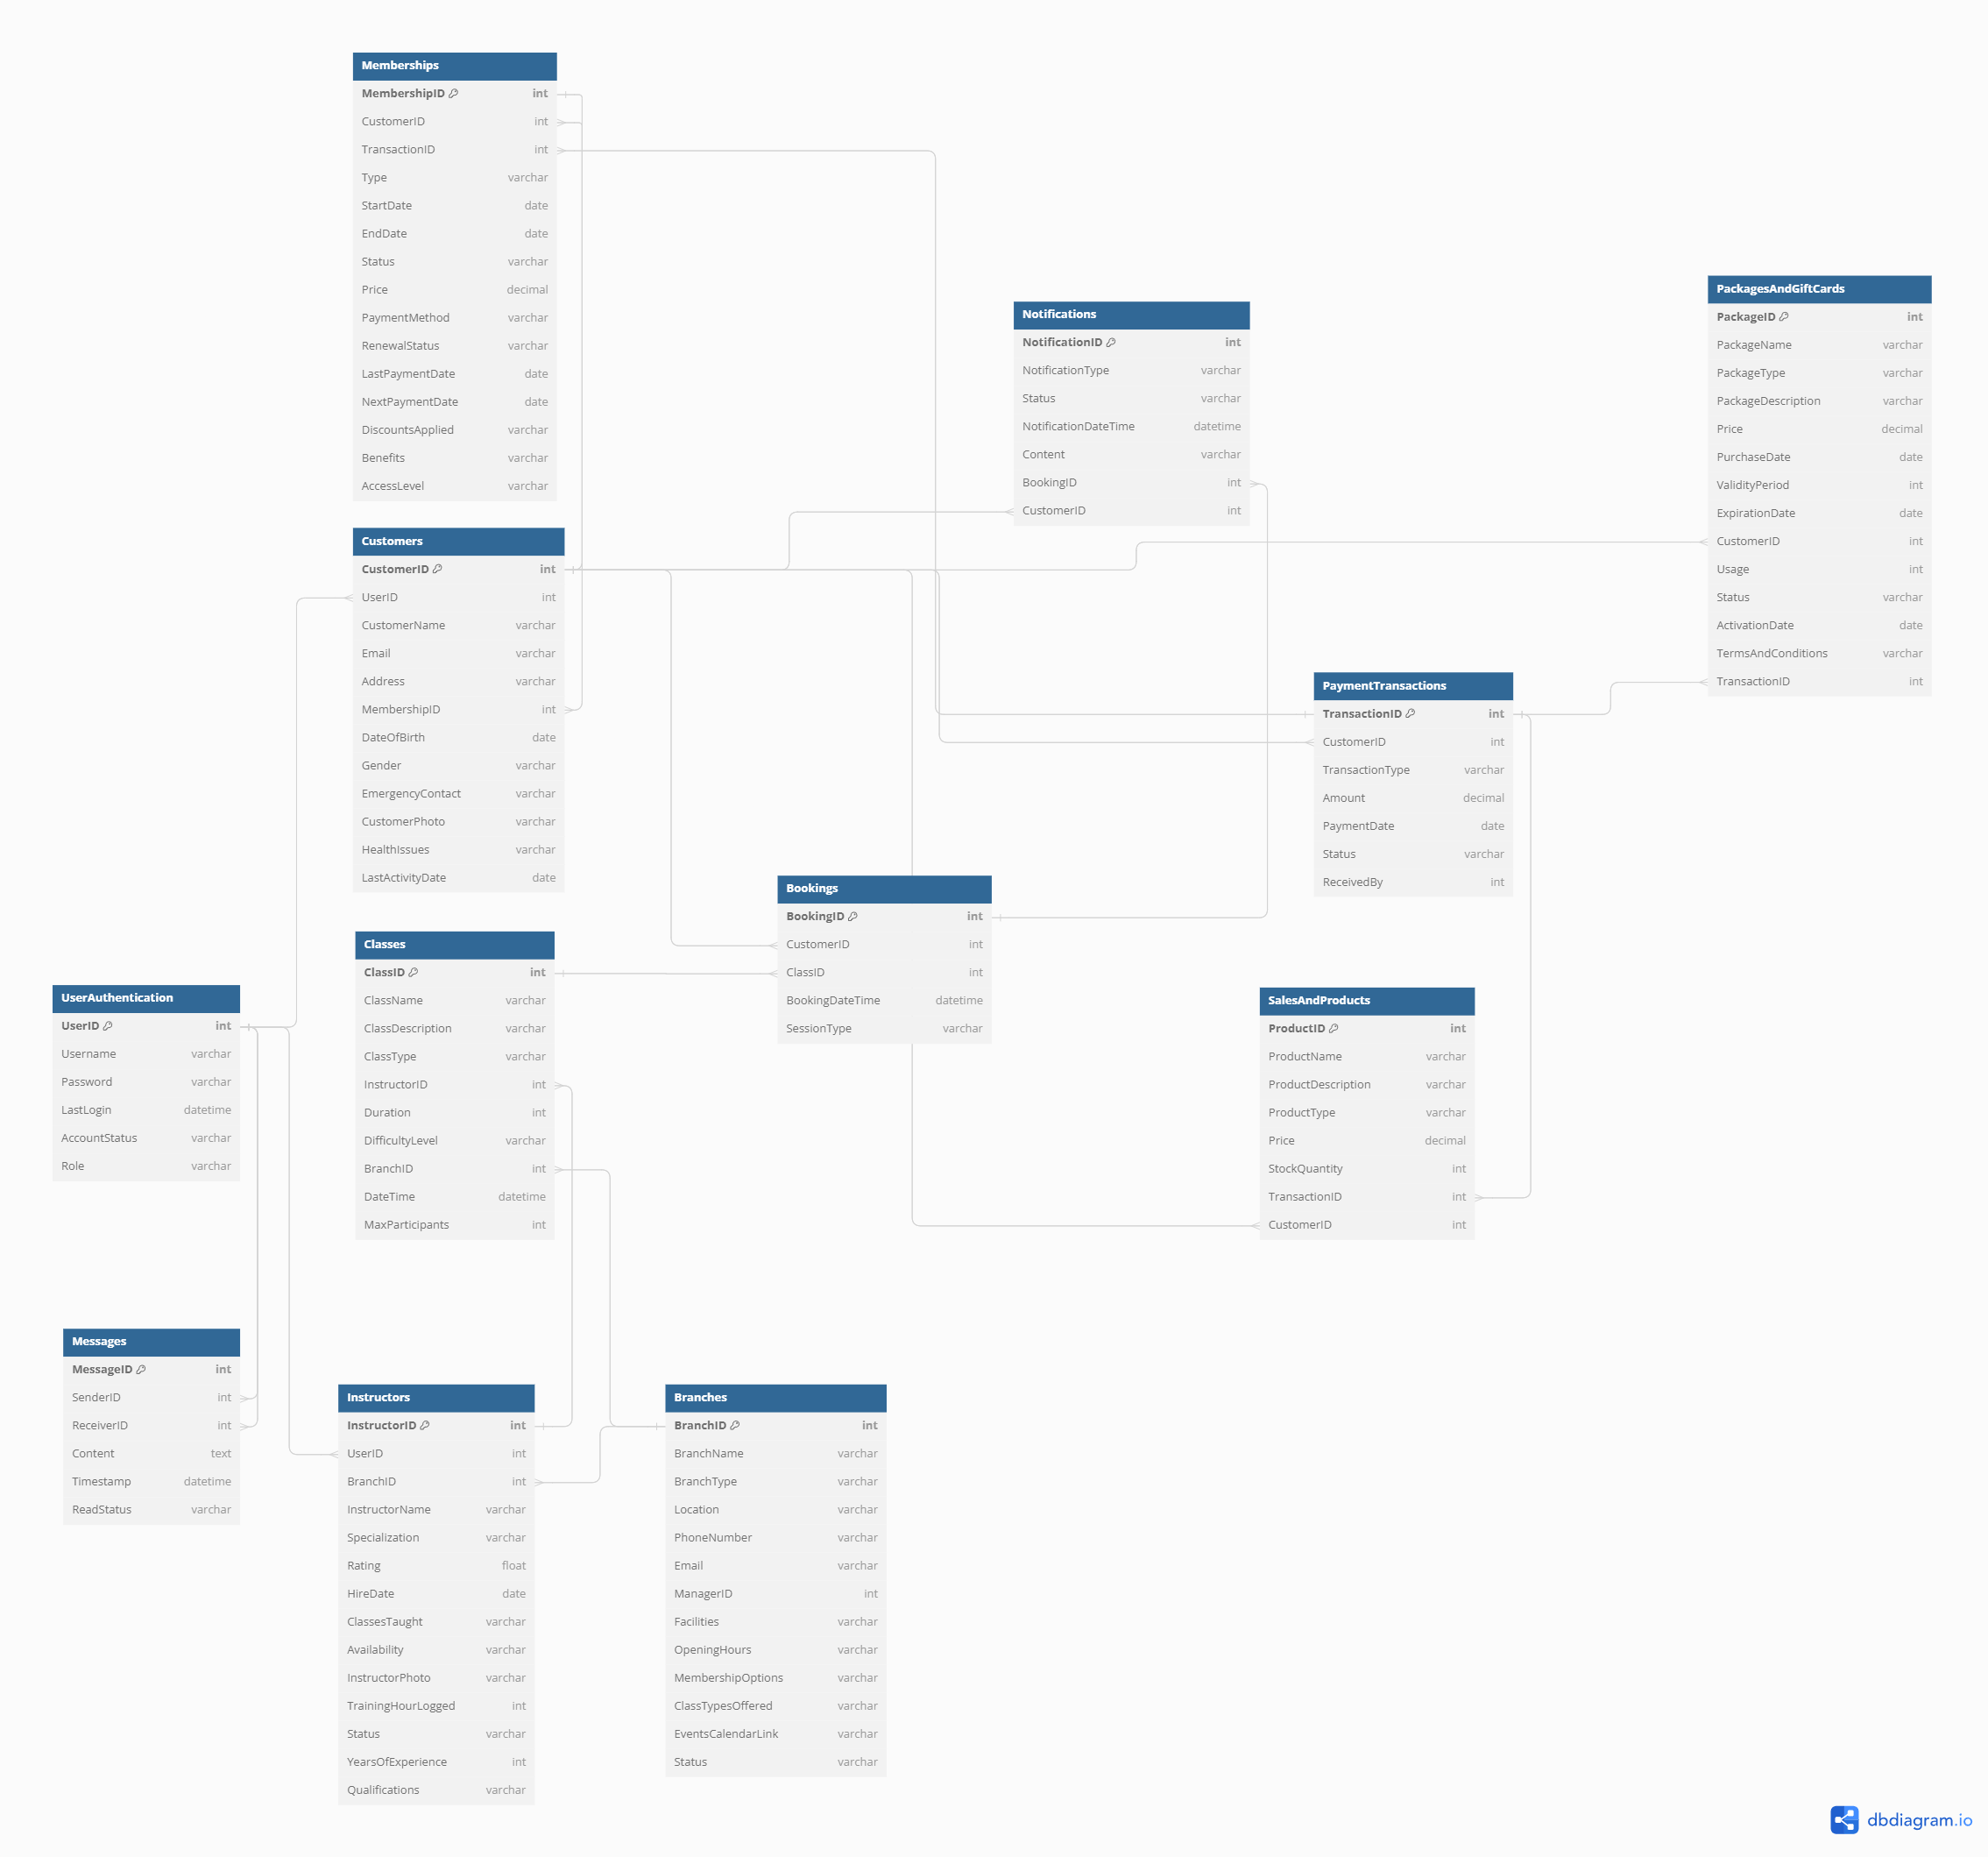 Memberships
MembershipID int
CustomerID int
TransactionID int
Type varchar
StartDate date
EndDate date
Status varchar
Price decimal
PaymentMethod varchar
RenewalStatus varchar
LastPaymentDate date
NextPaymentDate date
DiscountsApplied varchar
Benefits varchar
AccessLevel varchar
Customers
CustomerID int
UserID int
CustomerName varchar
Email varchar
Address varchar
MembershipID int
DateOfBirth date
Gender varchar
EmergencyContact varchar
CustomerPhoto varchar
HealthIssues varchar
LastActivityDate date
Notifications
NotificationID int
NotificationType varchar
Status varchar
NotificationDateTime datetime
Content varchar
BookingID int
CustomerID int
PackagesAndGiftCards
PackageID int
PackageName varchar
PackageType varchar
PackageDescription varchar
Price decimal
PurchaseDate date
ValidityPeriod int
ExpirationDate date
CustomerID int
Usage int
Status varchar
ActivationDate date
TermsAndConditions varchar
TransactionID int
PaymentTransactions
TransactionID int
CustomerID int
TransactionType varchar
Amount decimal
PaymentDate date
Status varchar
ReceivedBy int
Bookings
BookingID int
CustomerID int
ClassID int
BookingDateTime datetime
SessionType varchar
Classes
ClassID int
ClassName varchar
ClassDescription varchar
ClassType varchar
InstructorID int
Duration int
DifficultyLevel varchar
BranchID int
DateTime datetime
MaxParticipants int
UserAuthentication
UserID int
Username varchar
Password varchar
LastLogin datetime
AccountStatus varchar
Role varchar
SalesAndProducts
ProductID int
ProductName varchar
ProductDescription varchar
ProductType varchar
Price decimal
StockQuantity int
TransactionID int
CustomerID int
Messages
MessageID int
SenderID int
ReceiverID int
Content text
Timestamp datetime
ReadStatus varchar
Instructors
InstructorID int
UserID int
BranchID int
InstructorName varchar
Specialization varchar
Rating float
HireDate date
ClassesTaught varchar
Availability varchar
InstructorPhoto varchar
TrainingHourLogged int
Status varchar
YearsOfExperience int
Qualifications varchar
Branches
BranchID int
BranchName varchar
BranchType varchar
Location varchar
PhoneNumber varchar
Email varchar
ManagerID int
Facilities varchar
OpeningHours varchar
MembershipOptions varchar
ClassTypesOffered varchar
EventsCalendarLink varchar
Status varchar
dbdiagram.io